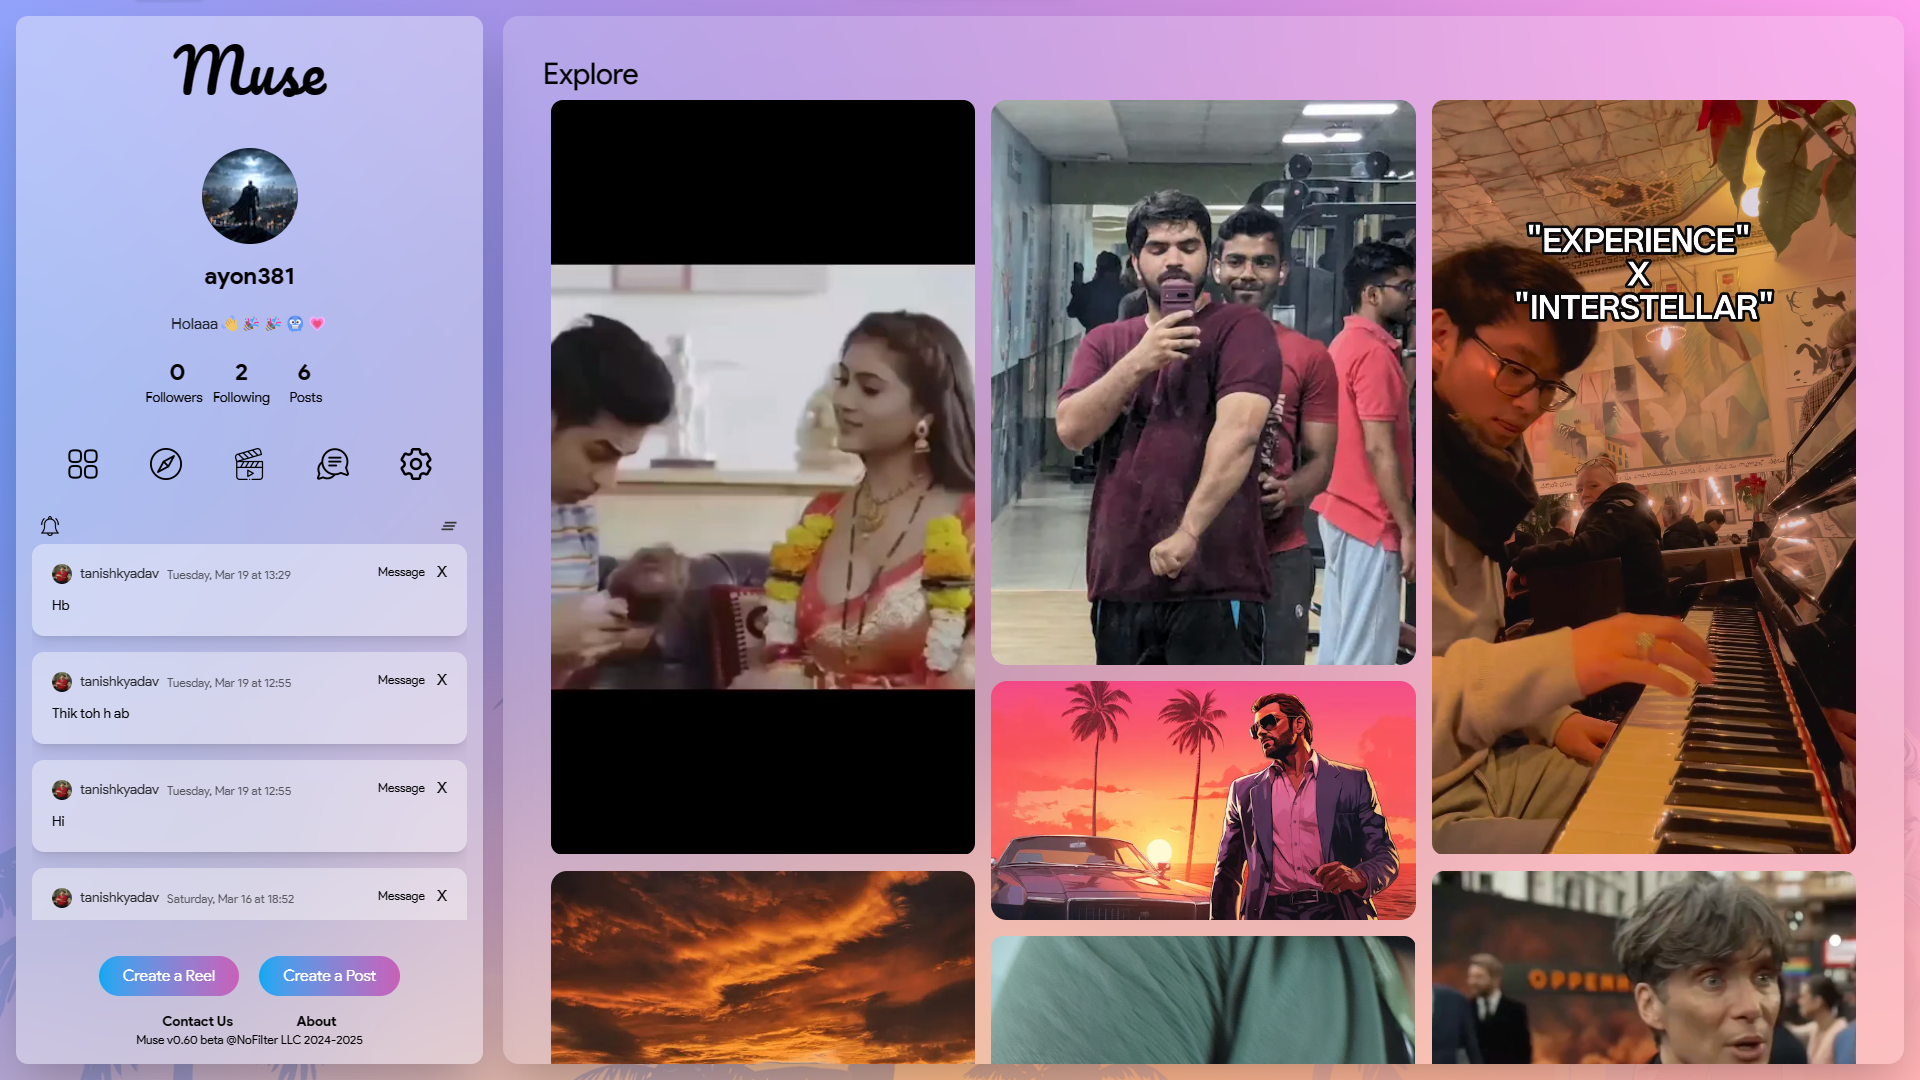 Muse
ayon381
Holaaa 👋 🎉 🎉 🥶 💗
0 2 6
Followers Following Posts
tanishkyadav Tuesday, Mar 19 at 13:29 Message X
Hb
tanishkyadav Tuesday, Mar 19 at 12:55 Message X
Thik toh h ab
tanishkyadav Tuesday, Mar 19 at 12:55 Message X
Hi
tanishkyadav Saturday, Mar 16 at 18:52 Message X
Create a Reel Create a Post
Contact Us About
Muse v0.60 beta @NoFilter LLC 2024-2025
Explore
"EXPERIENCE"
X
"INTERSTELLAR"
OPPENH